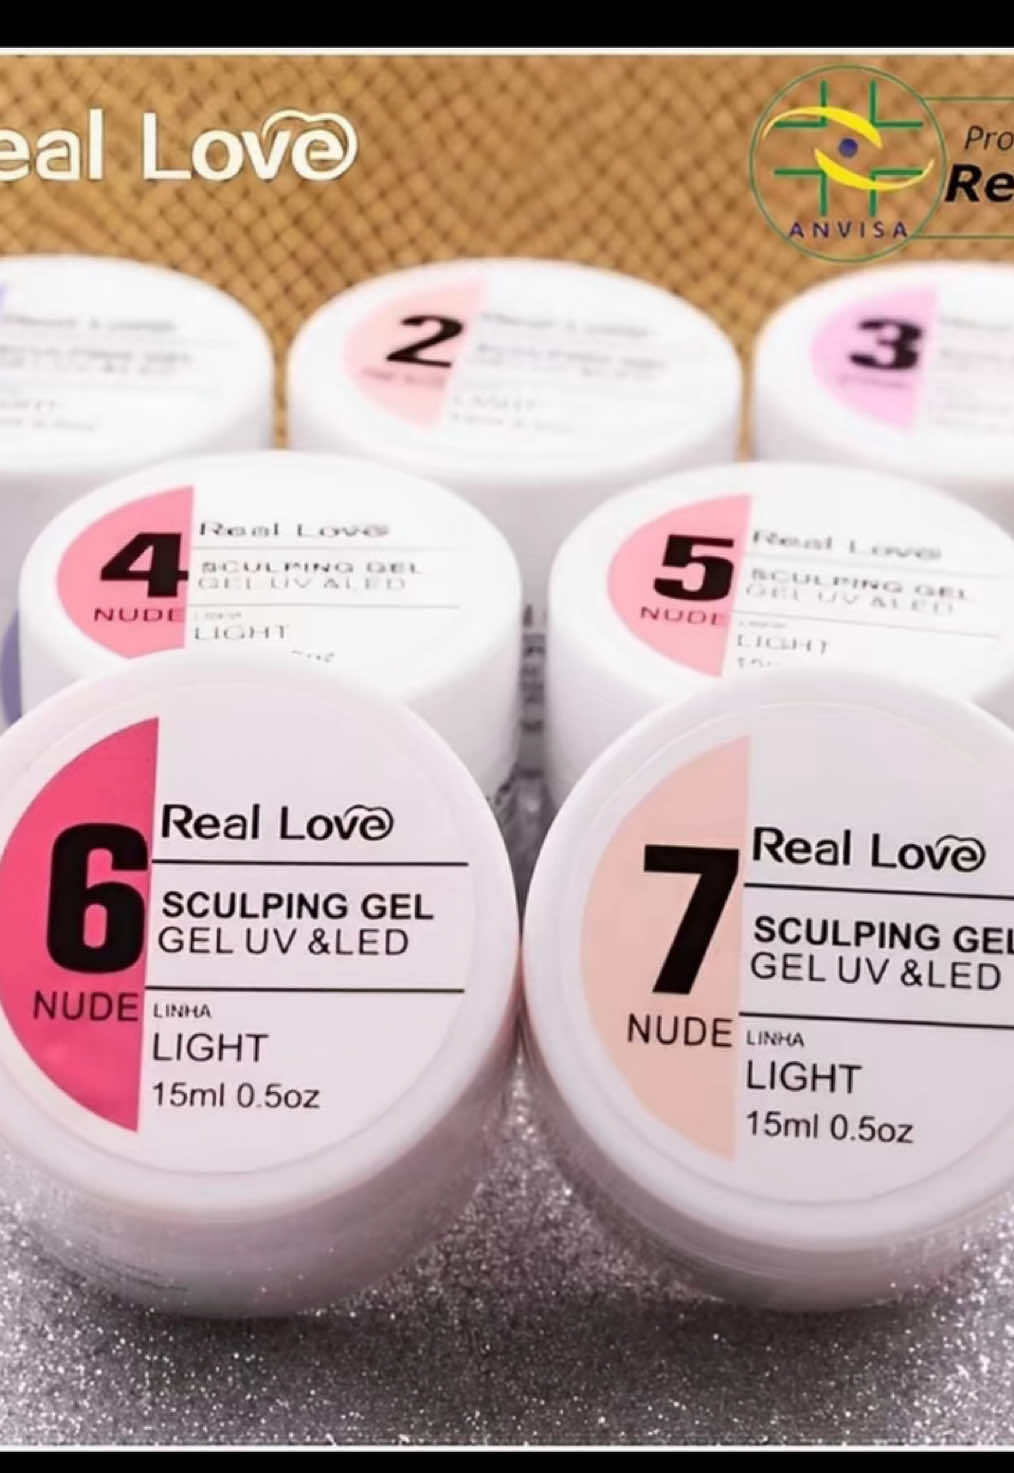 eal Love
Pro
Re
ANVISA
2
3
4
NUDE
Real Love
SCULPING GEL
GEL UV &LED
LIGHT
5
NUDE
Real Love
SCULPING GEL
GEL UV &LED
LIGHT
6
NUDE
Real Love
SCULPING GEL
GEL UV &LED
LINHA
LIGHT
15ml 0.5oz
7
NUDE
Real Love
SCULPING GEL
GEL UV &LED
LINHA
LIGHT
15ml 0.5oz